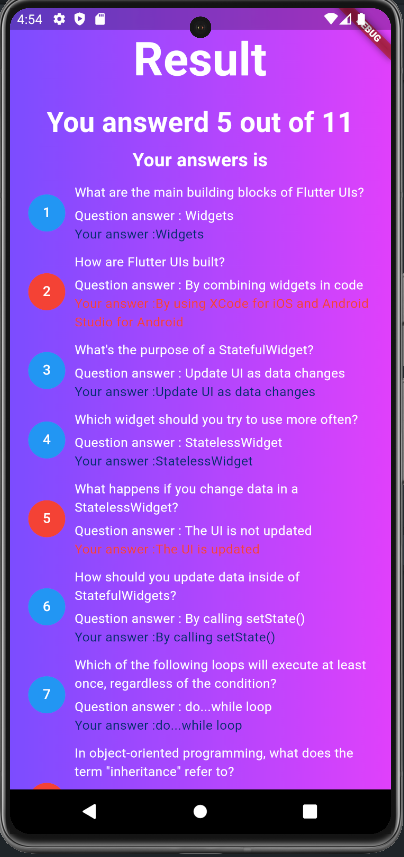 4:54
DEBUG
Result
You answerd 5 out of 11
Your answers is
What are the main building blocks of Flutter UIs?
1
Question answer : Widgets
Your answer :Widgets
How are Flutter UIs built?
2
Question answer : By combining widgets in code
Your answer :By using XCode for iOS and Android
Studio for Android
What's the purpose of a StatefulWidget?
3
Question answer : Update UI as data changes
Your answer :Update UI as data changes
Which widget should you try to use more often?
4
Question answer : StatelessWidget
Your answer :StatelessWidget
What happens if you change data in a
StatelessWidget?
5
Question answer : The UI is not updated
Your answer :The UI is updated
How should you update data inside of
StatefulWidgets?
6
Question answer : By calling setState()
Your answer :By calling setState()
Which of the following loops will execute at least
once, regardless of the condition?
7
Question answer : do...while loop
Your answer :do...while loop
In object-oriented programming, what does the
term "inheritance" refer to?